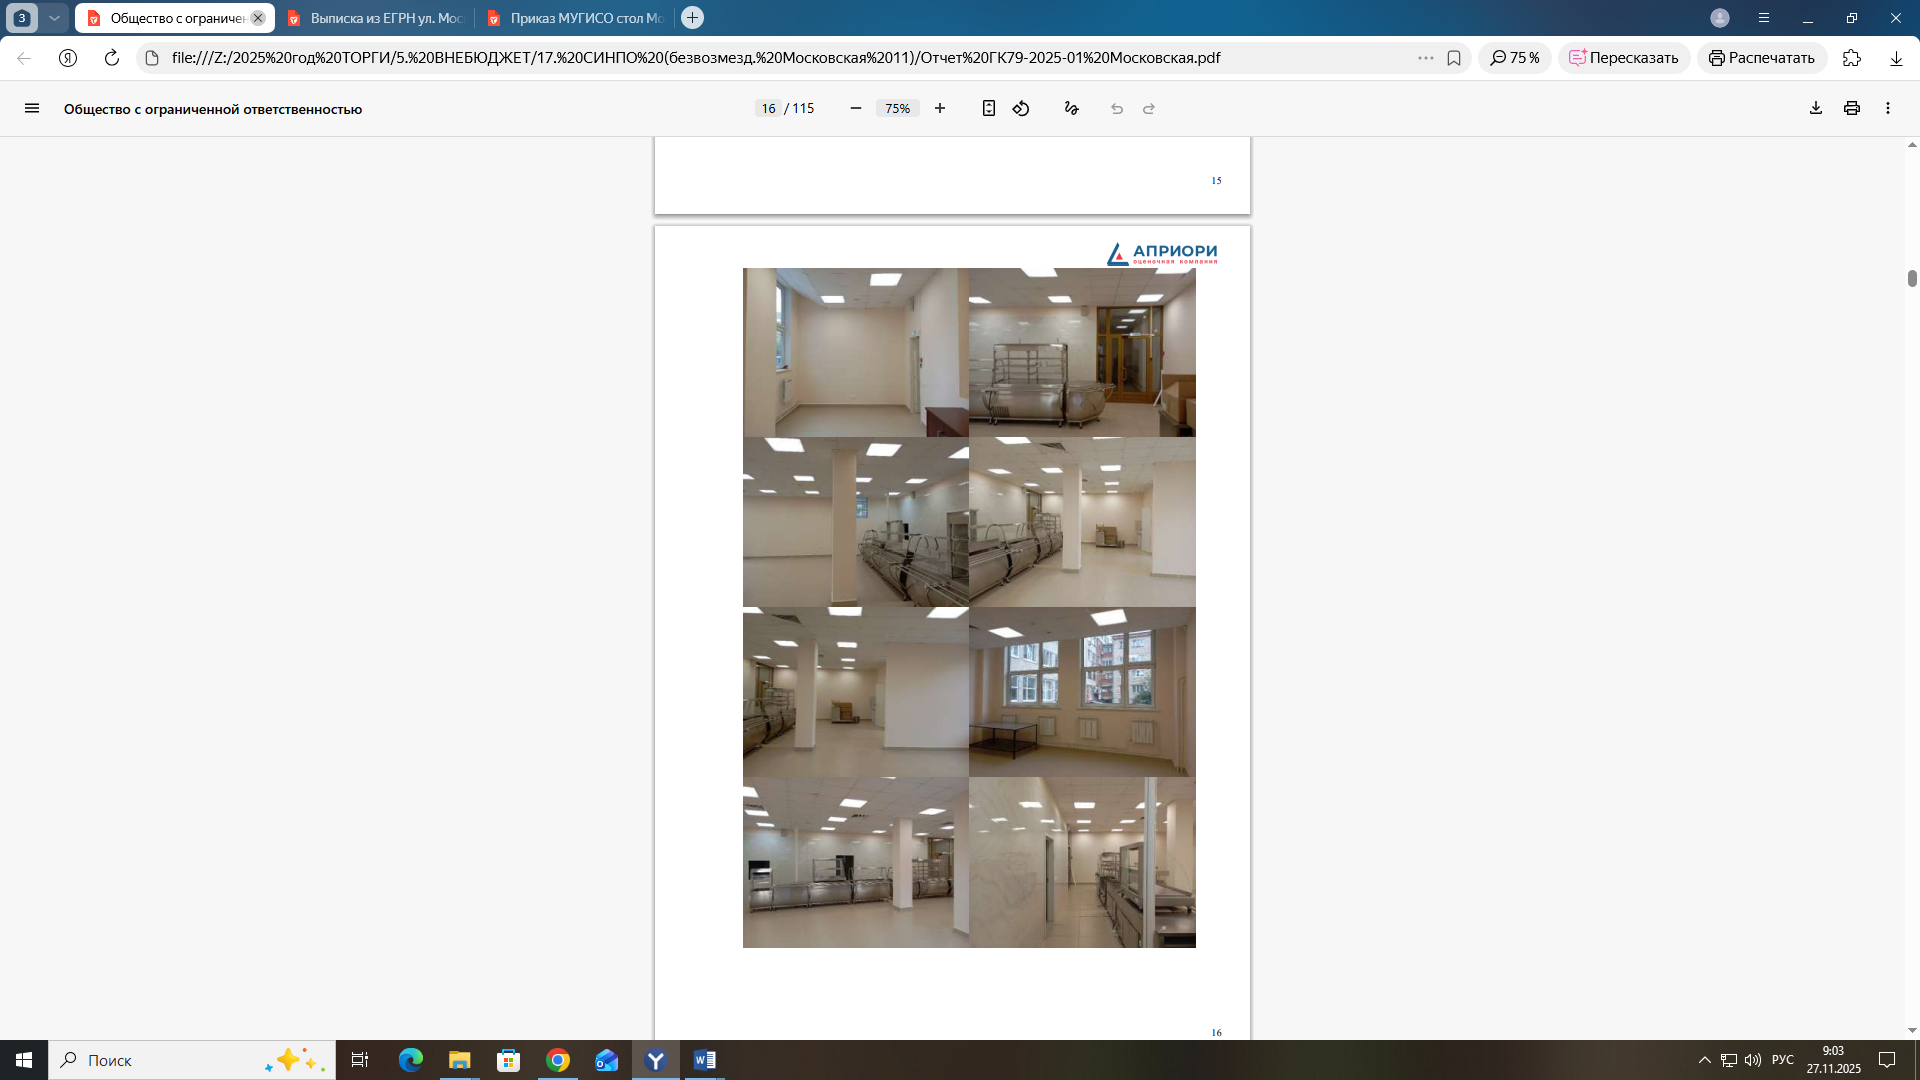 3
Общество с ограничен
Выписка из ЕГРН ул. Мос
Приказ МУГИСО стол Мо
file:///Z:/2025%20год%20ТОРГИ/5.%20ВНЕБЮДЖЕТ/17.%20СИНПО%20(безвозмезд.%20Московская%2011)/Отчет%20ГК79-2025-01%20Московская.pdf
75 %
Пересказать
Распечатать
Общество с ограниченной ответственностью
16 / 115
75%
15
АПРИОРИ
оценочная компания
16
Поиск
РУС
9:03
27.11.2025